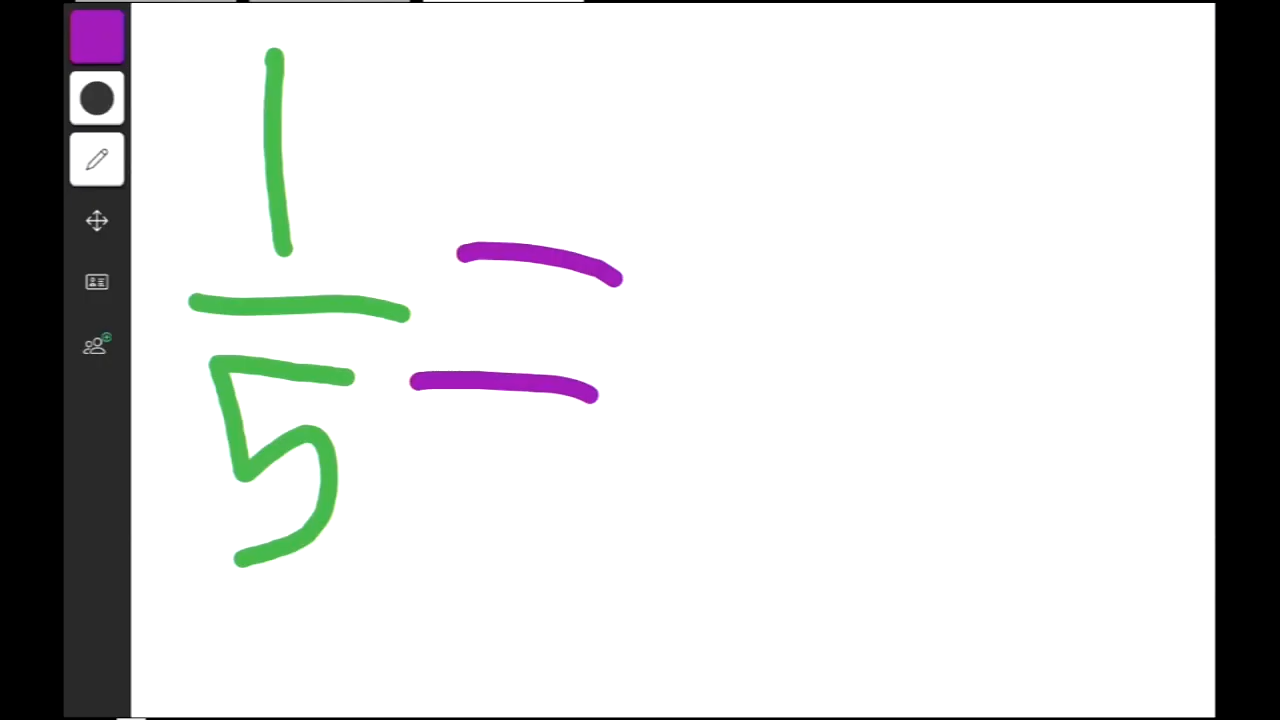 1/5 =